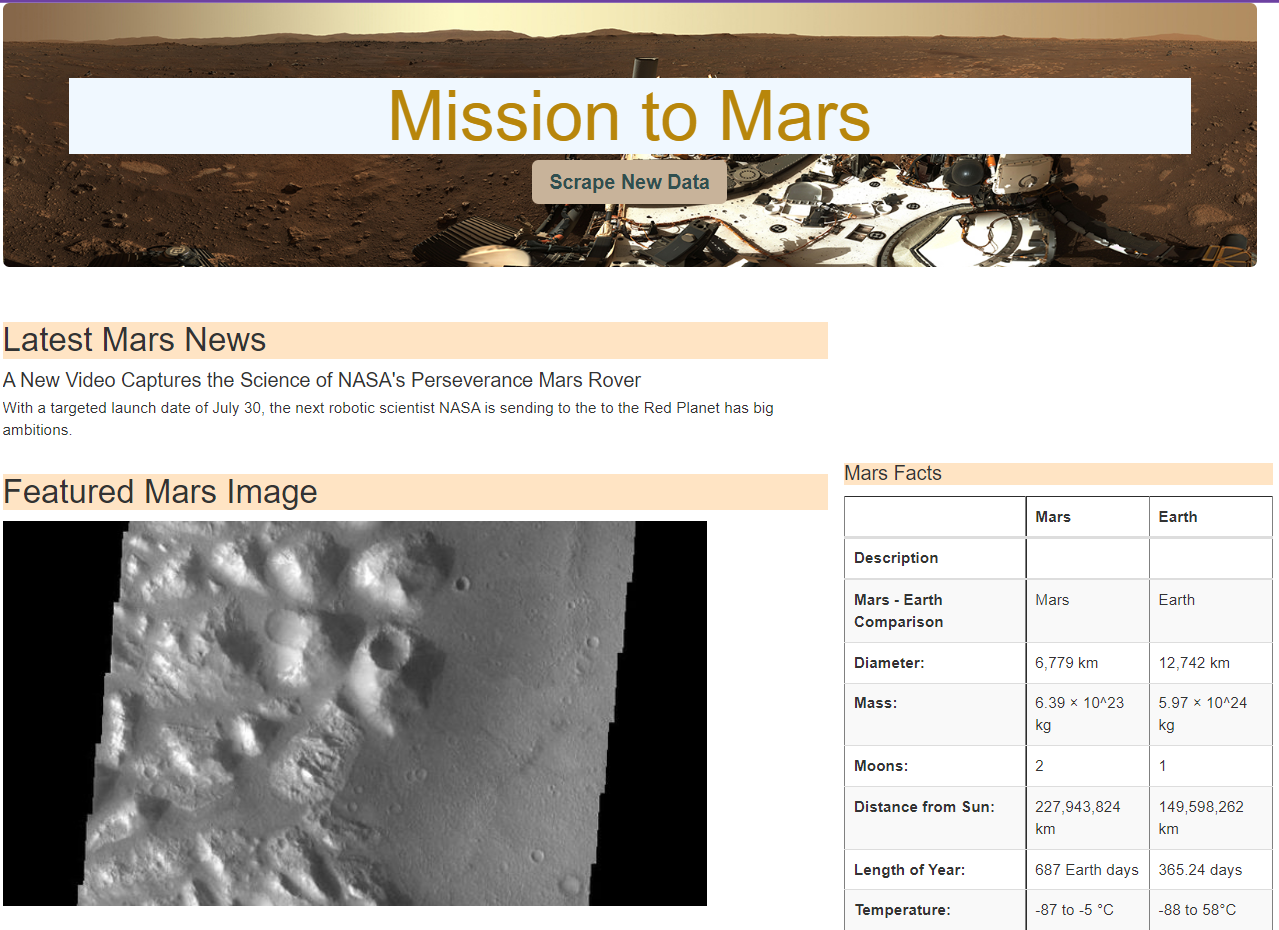 Mission to Mars
Scrape New Data
Latest Mars News
A New Video Captures the Science of NASA's Perseverance Mars Rover
With a targeted launch date of July 30, the next robotic scientist NASA is sending to the to the Red Planet has big
ambitions.
Featured Mars Image
Mars Facts
Mars Earth
Description
Mars - Earth
Comparison
Mars Earth
Diameter: 6,779 km 12,742 km
Mass: 6.39 × 10^23
kg
5.97 × 10^24
kg
Moons: 2 1
Distance from Sun: 227,943,824
km
149,598,262
km
Length of Year: 687 Earth days 365.24 days
Temperature: -87 to -5 °C -88 to 58°C